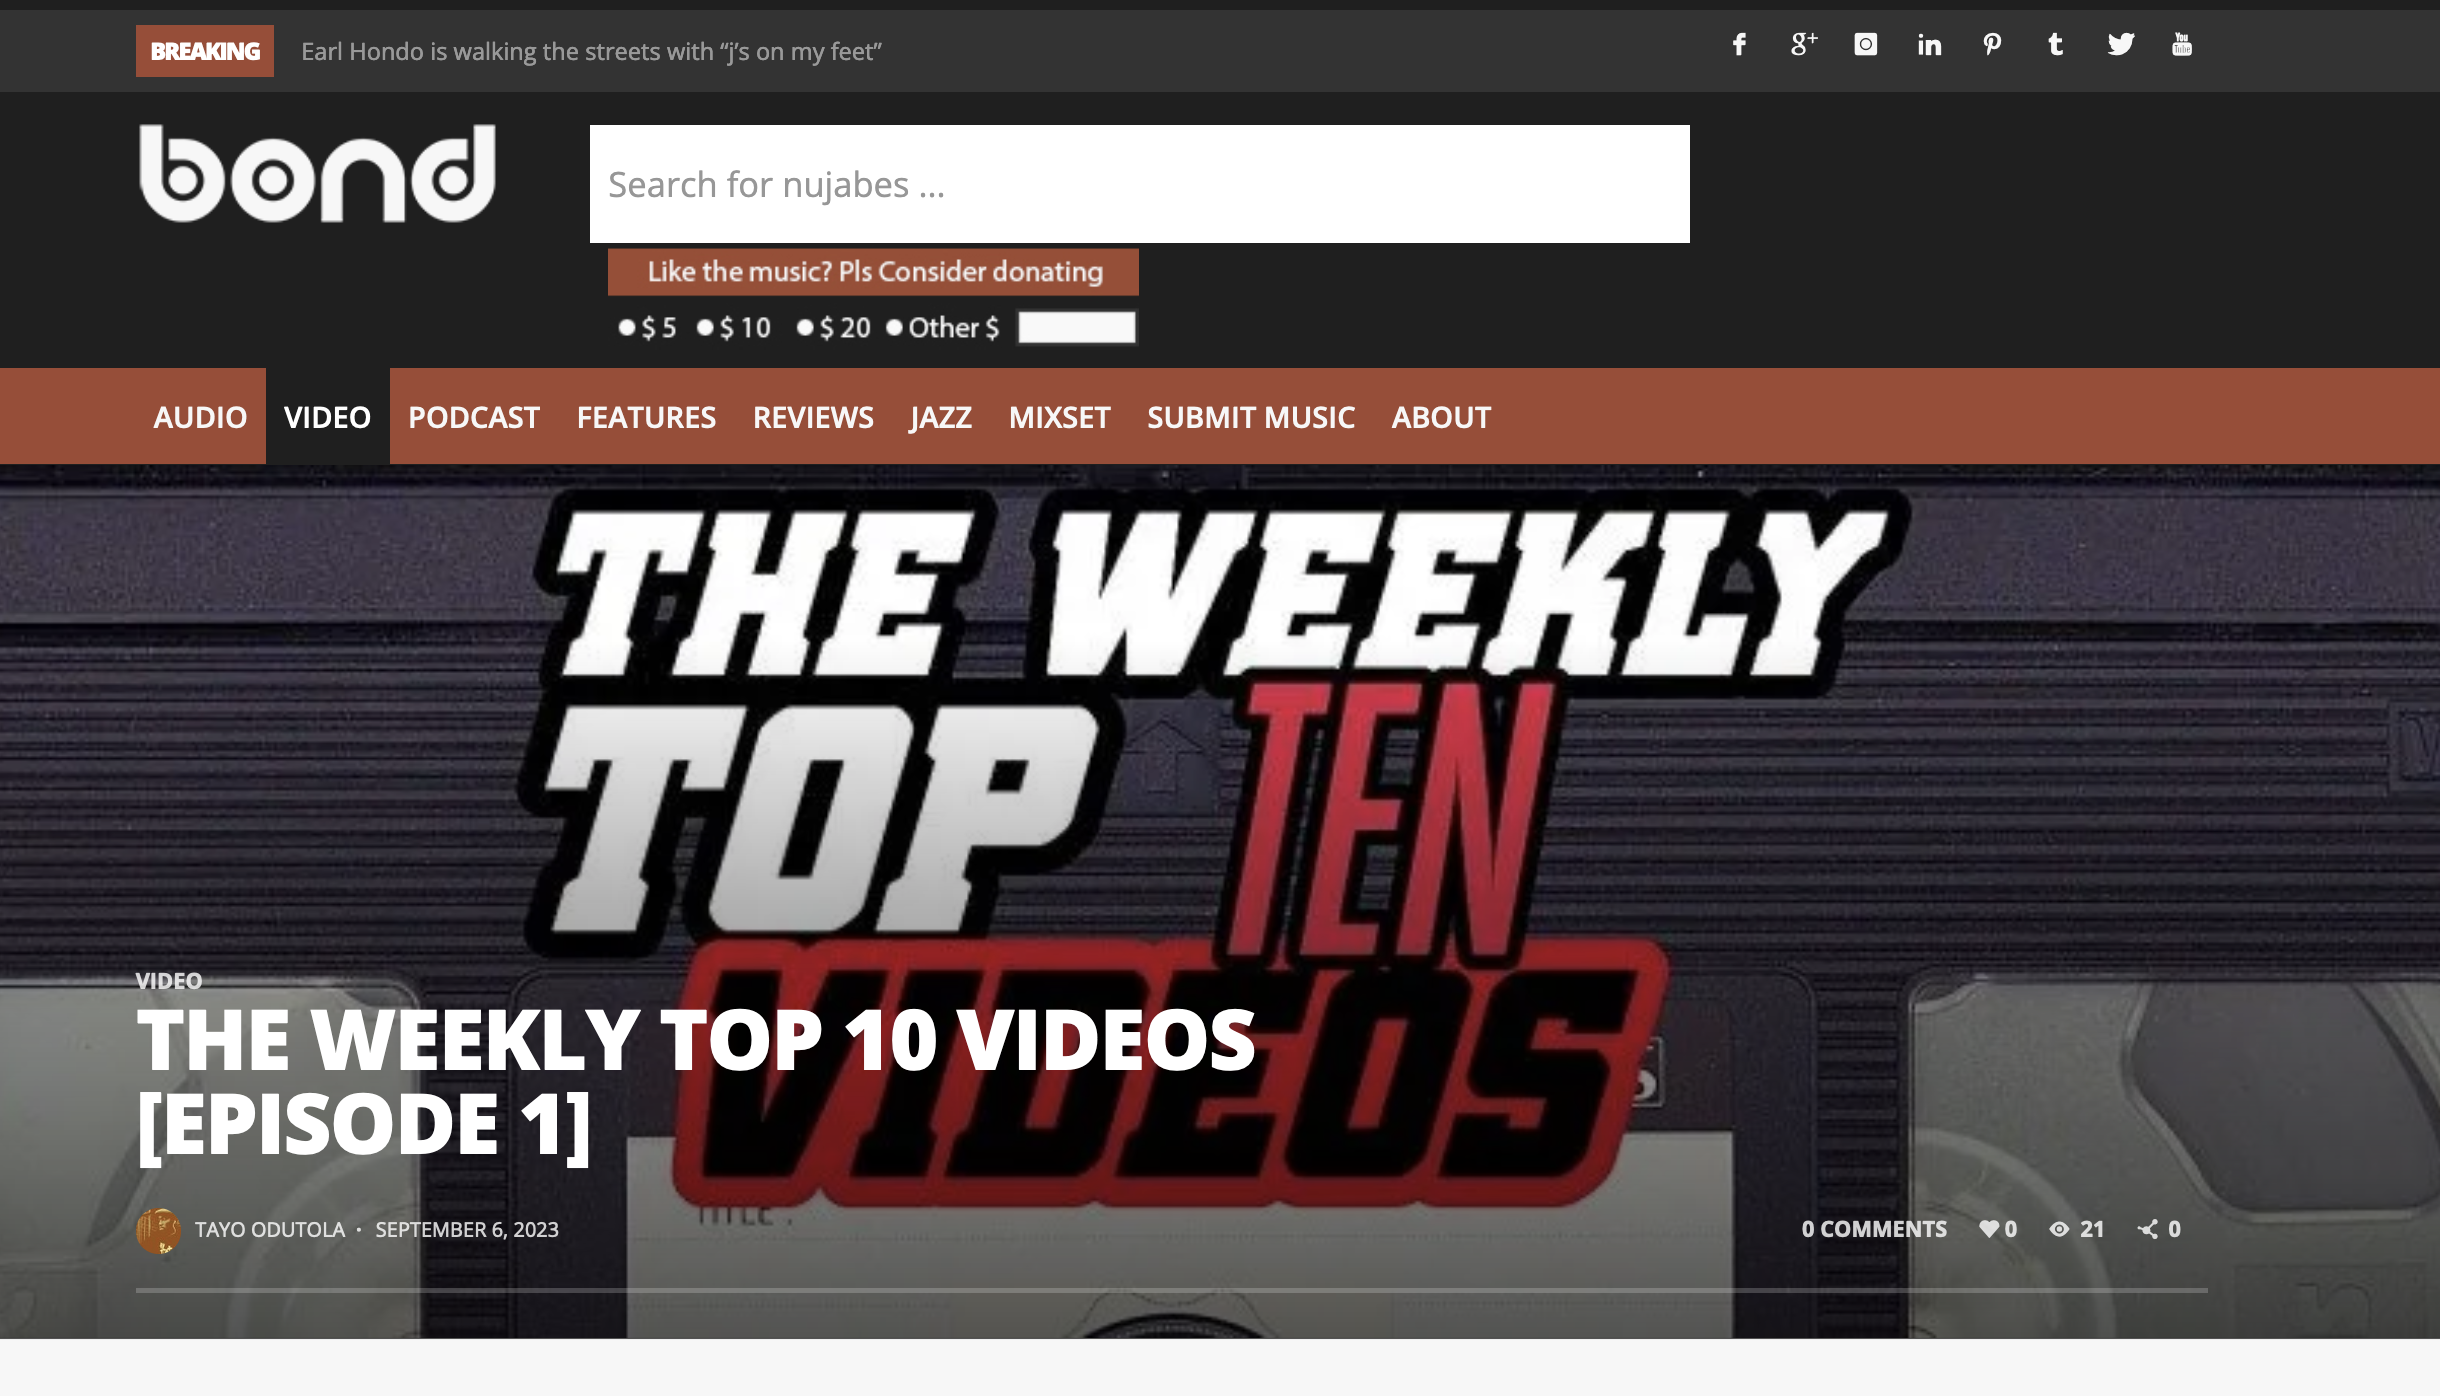 BREAKING Earl Hondo is walking the streets with “j’s on my feet”
bond
Search for nujabes ...
Like the music? Pls Consider donating
$ 5 $ 10 $ 20 Other $
AUDIO VIDEO PODCAST FEATURES REVIEWS JAZZ MIXSET SUBMIT MUSIC ABOUT
THE WEEKLY
TOP TEN
VIDEOS
VIDEO
THE WEEKLY TOP 10 VIDEOS
[EPISODE 1]
TITLE :
TAYO ODUTOLA • SEPTEMBER 6, 2023
0 COMMENTS 0 21 0